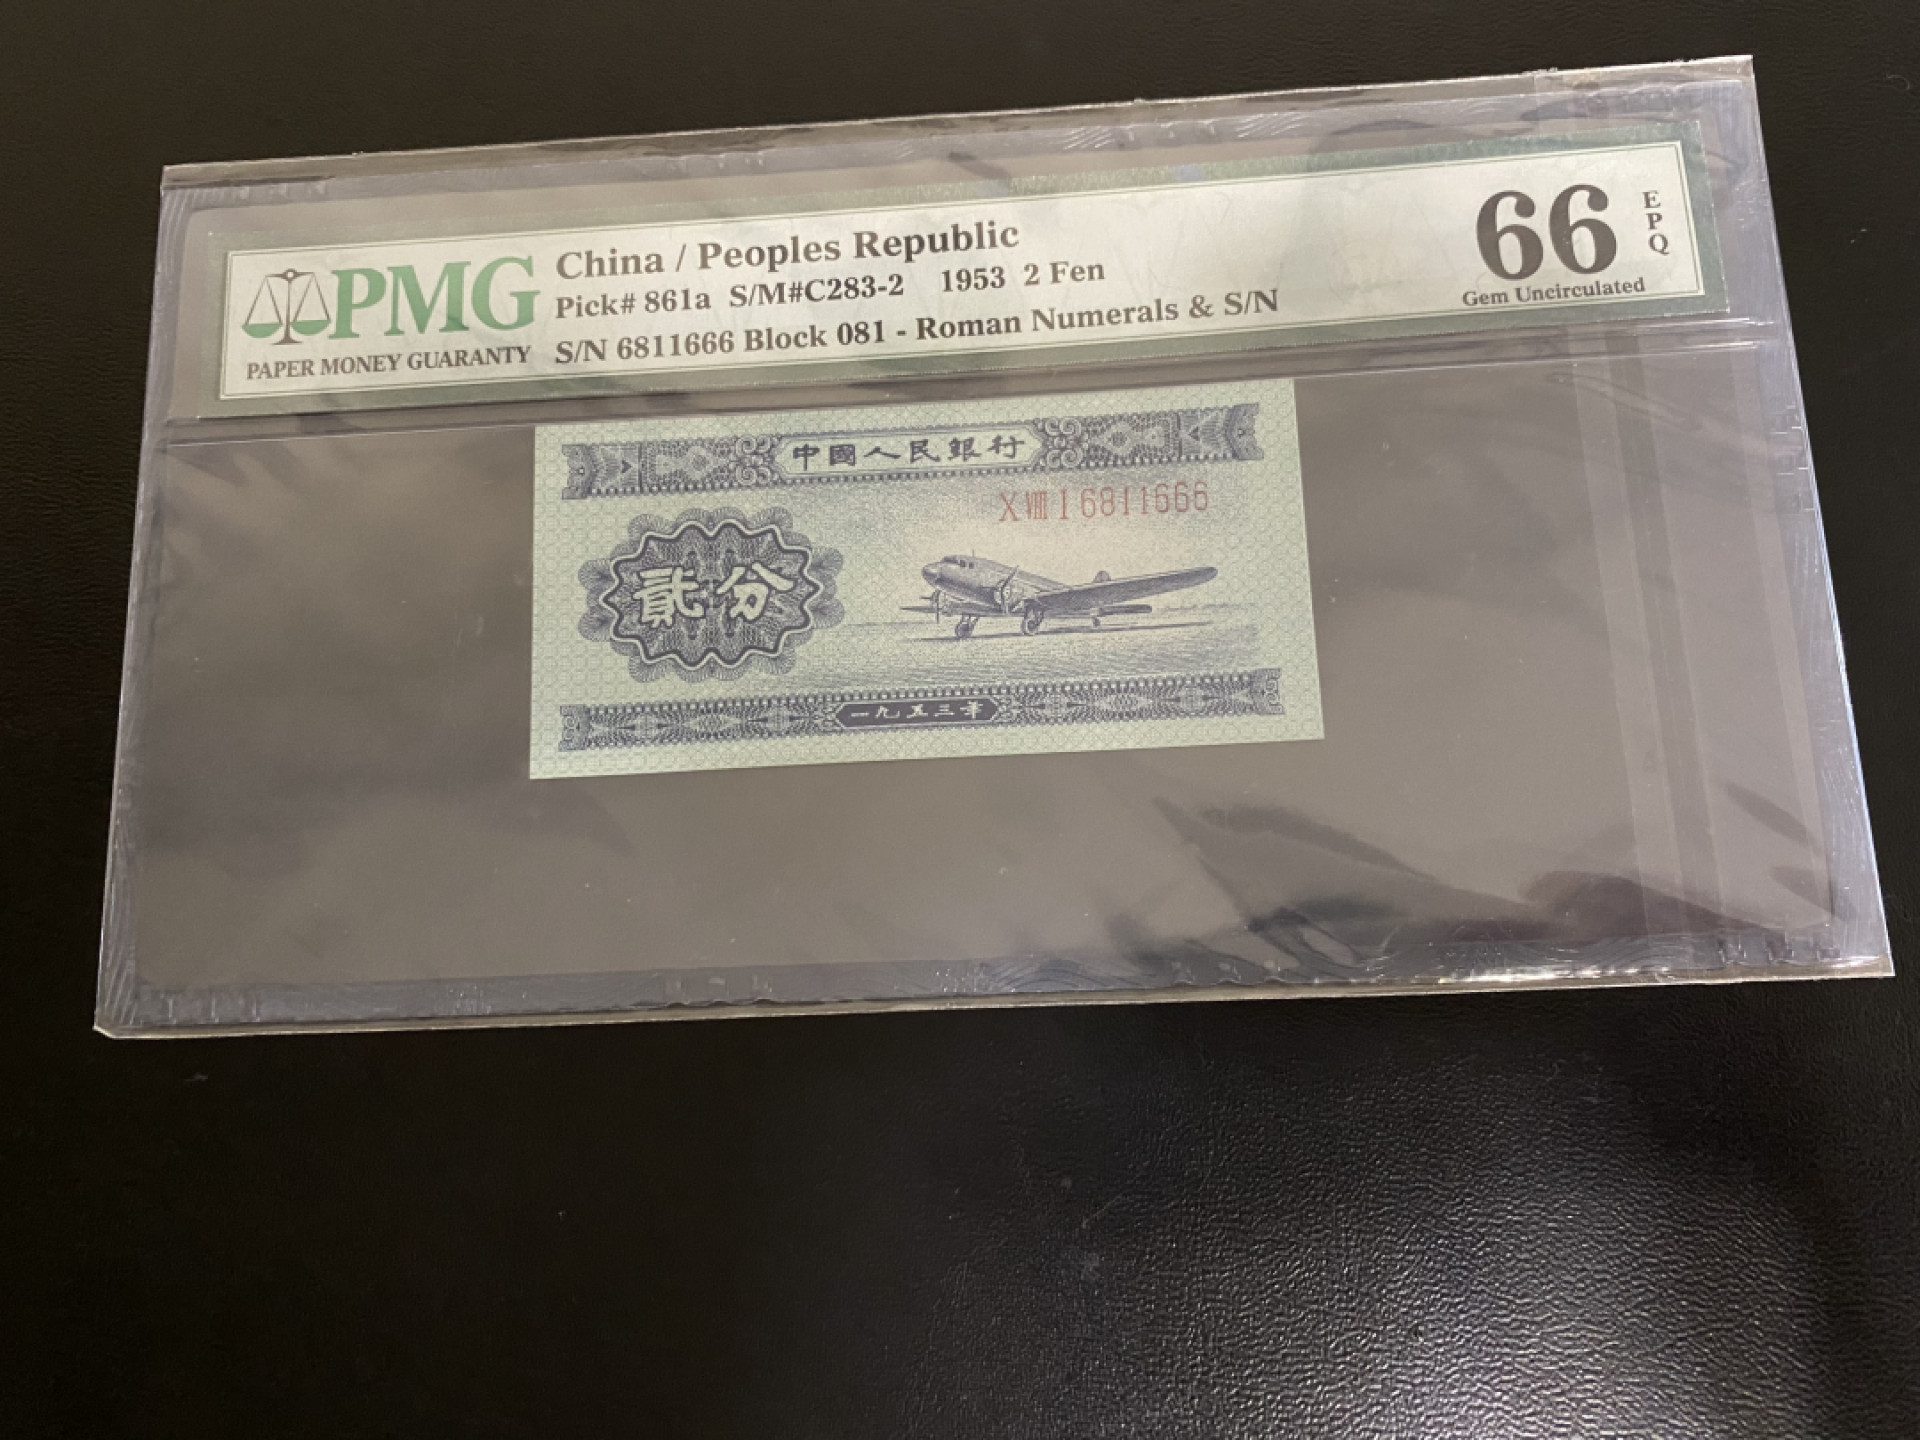 PMG
PAPER MONEY GUARANTY
China / Peoples Republic
Pick# 861a S/M#C283-2 1953 2 Fen
S/N 6811666 Block 081 - Roman Numerals & S/N
66
EPQ
Gem Uncirculated
中國人民銀行
X VIII I 6811666
貳分
一九五三年